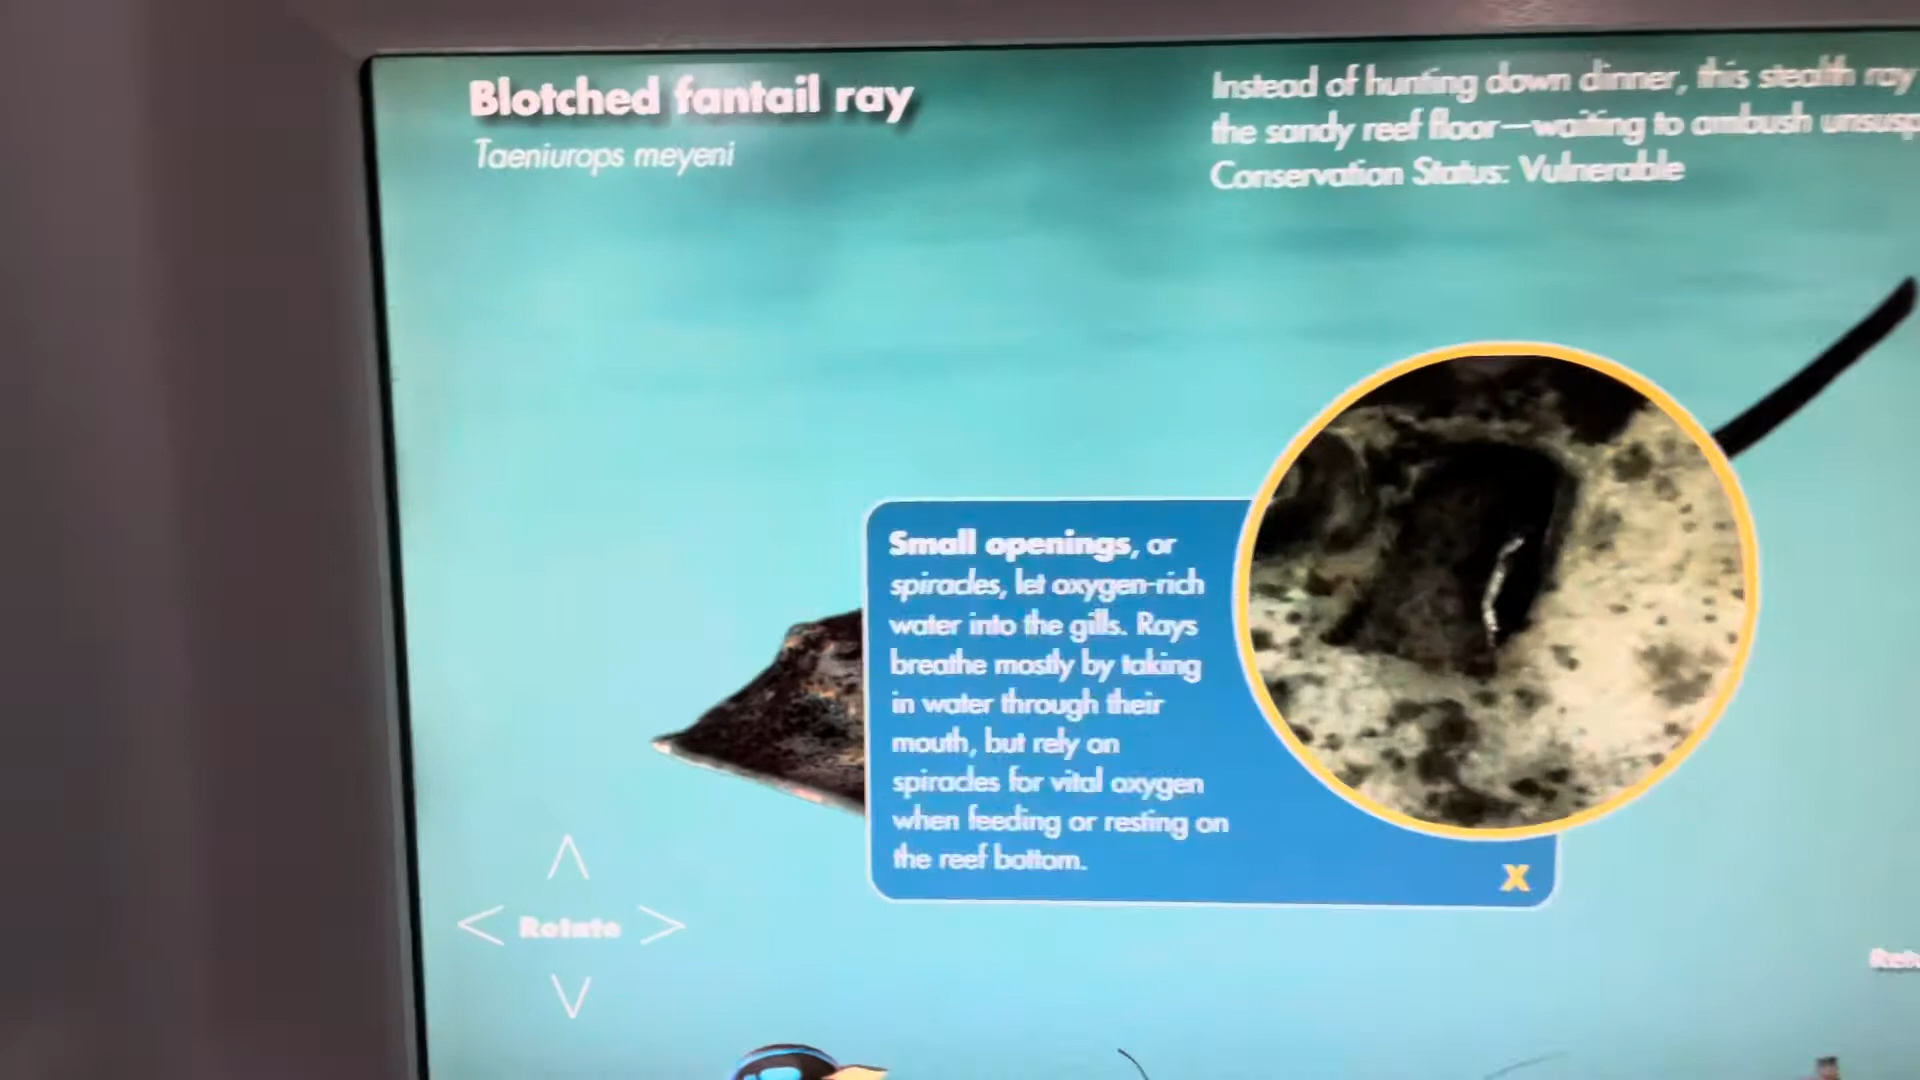 Blotched fantail ray
Taeniurops meyeni
Instead of hunting down dinner, this stealth ray
the sandy reef floor—waiting to ambush
Conservation Status: Vulnerable
Small openings, or
spiracles, let oxygen-rich
water into the gills. Rays
breathe mostly by taking
in water through their
mouth, but rely on
spiracles for vital oxygen
when feeding or resting on
the reef bottom.
X
< Rotate >